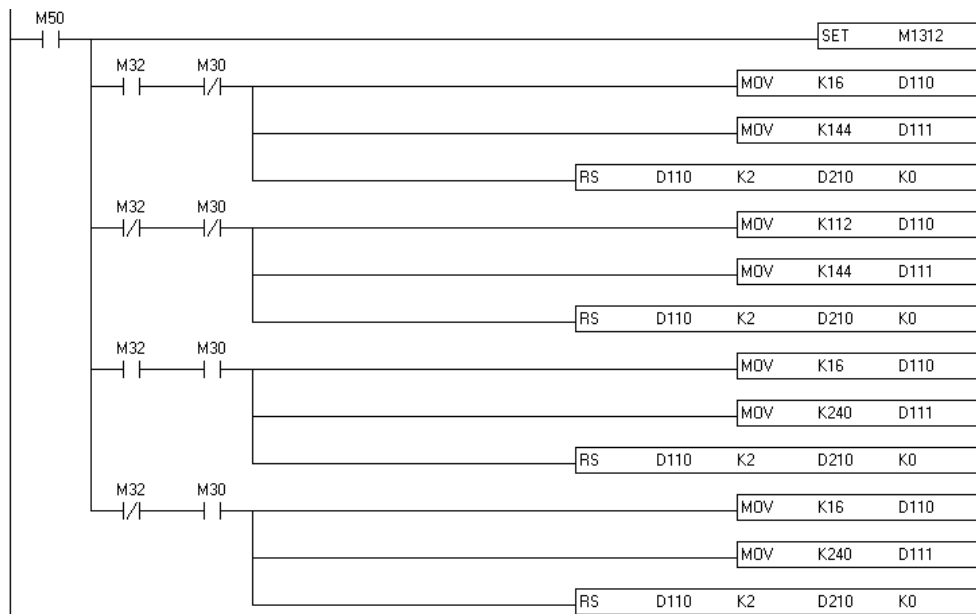 M50
SET M1312
M32 M30
MOV K16 D110
MOV K144 D111
RS D110 K2 D210 K0
M32 M30
MOV K112 D110
MOV K144 D111
RS D110 K2 D210 K0
M32 M30
MOV K16 D110
MOV K240 D111
RS D110 K2 D210 K0
M32 M30
MOV K16 D110
MOV K240 D111
RS D110 K2 D210 K0